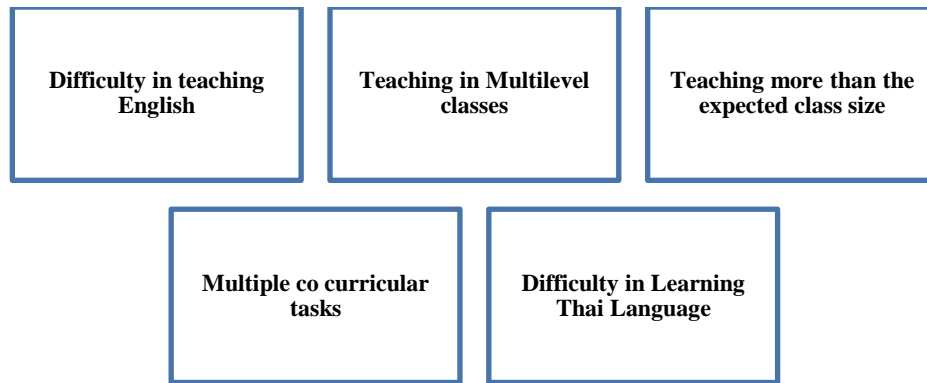 Difficulty in teaching
English
Teaching in Multilevel
classes
Teaching more than the
expected class size
Multiple co curricular
tasks
Difficulty in Learning
Thai Language